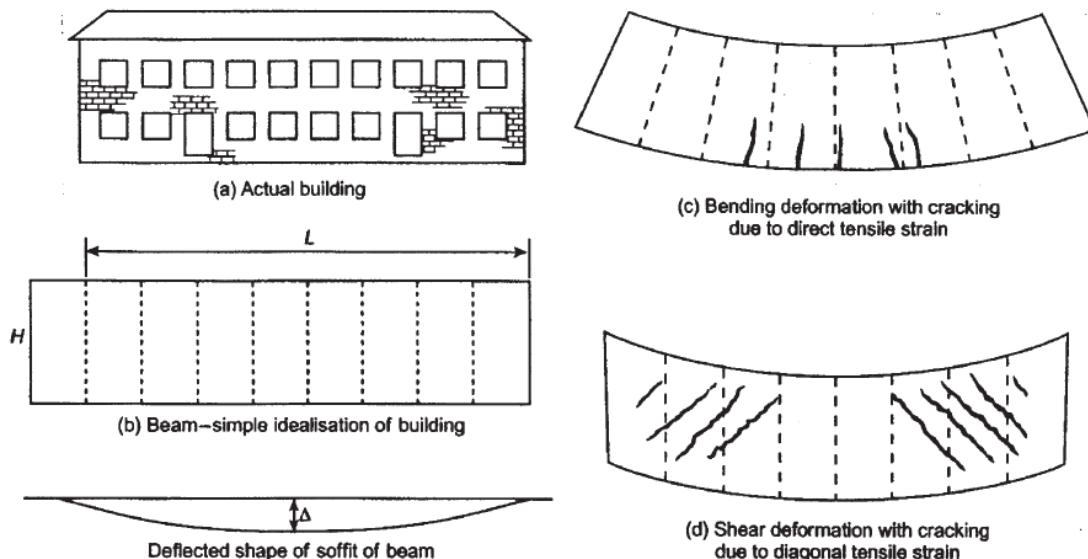 (a) Actual building
L
H
(b) Beam–simple idealisation of building
Δ
Deflected shape of soffit of beam
(c) Bending deformation with cracking
due to direct tensile strain
(d) Shear deformation with cracking
due to diagonal tensile strain